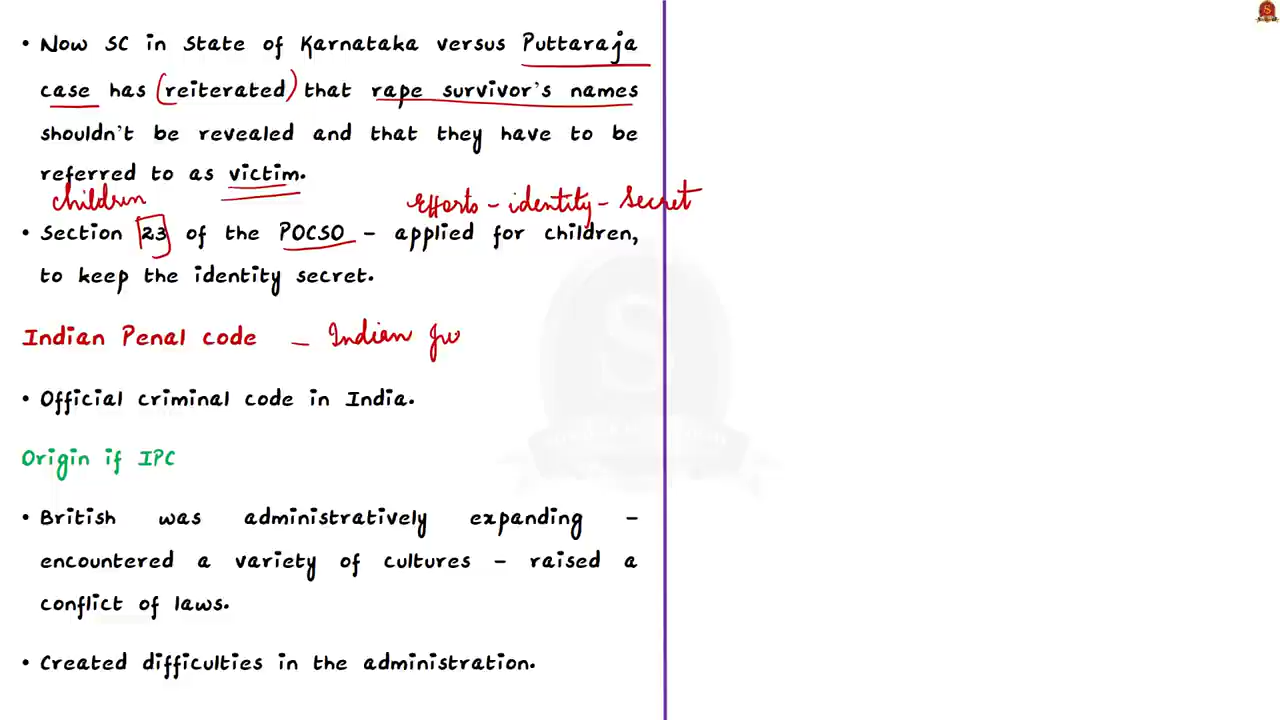 • Now SC in State of Karnataka versus Puttaraja
case has (reiterated) that rape survivor's names
shouldn't be revealed and that they have to be
referred to as victim.
children
Efforts - identity - Secret
• Section 23 of the POCSO - applied for children,
to keep the identity secret.
Indian Penal code - Indian
• Official criminal code in India.
Origin if IPC
• British was administratively expanding -
encountered a variety of cultures - raised a
conflict of laws.
• Created difficulties in the administration.